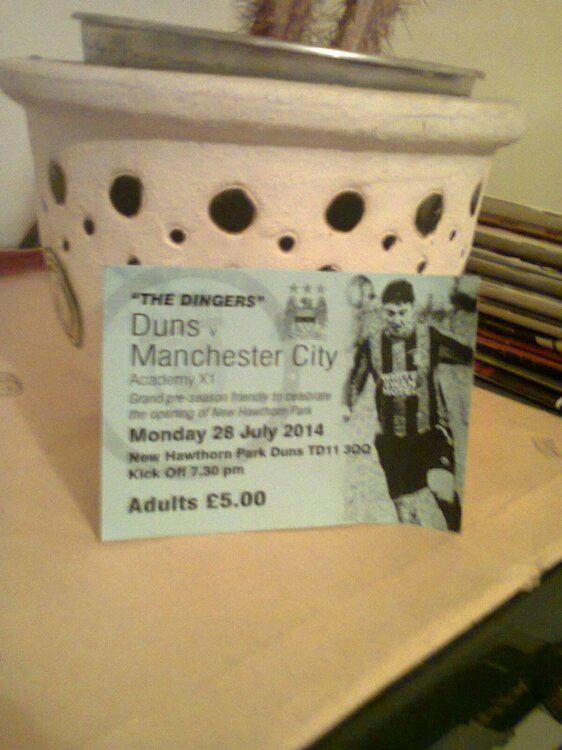 "THE DINGERS"
Duns v
Manchester City
Academy X1
Grand pre-season friendly to celebrate
the opening of New Hawthorn Park
Monday 28 July 2014
New Hawthorn Park Duns TD11 3QQ
Kick Off 7.30 pm
Adults £5.00